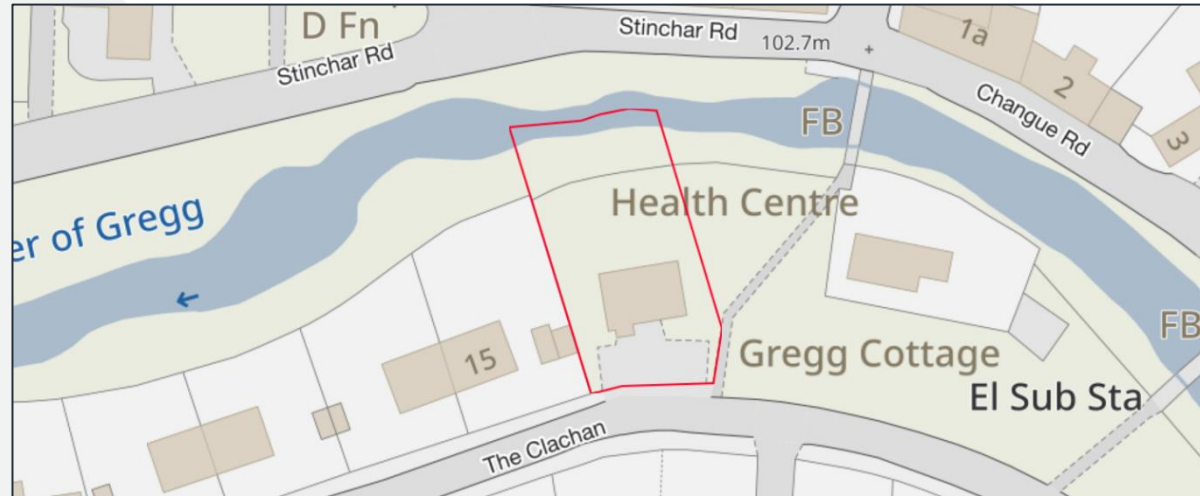 D Fn
Stinchar Rd
Stinchar Rd
102.7m
1a
2
3
Changue Rd
FB
er of Gregg
Health Centre
15
Gregg Cottage
FB
El Sub Sta
The Clachan